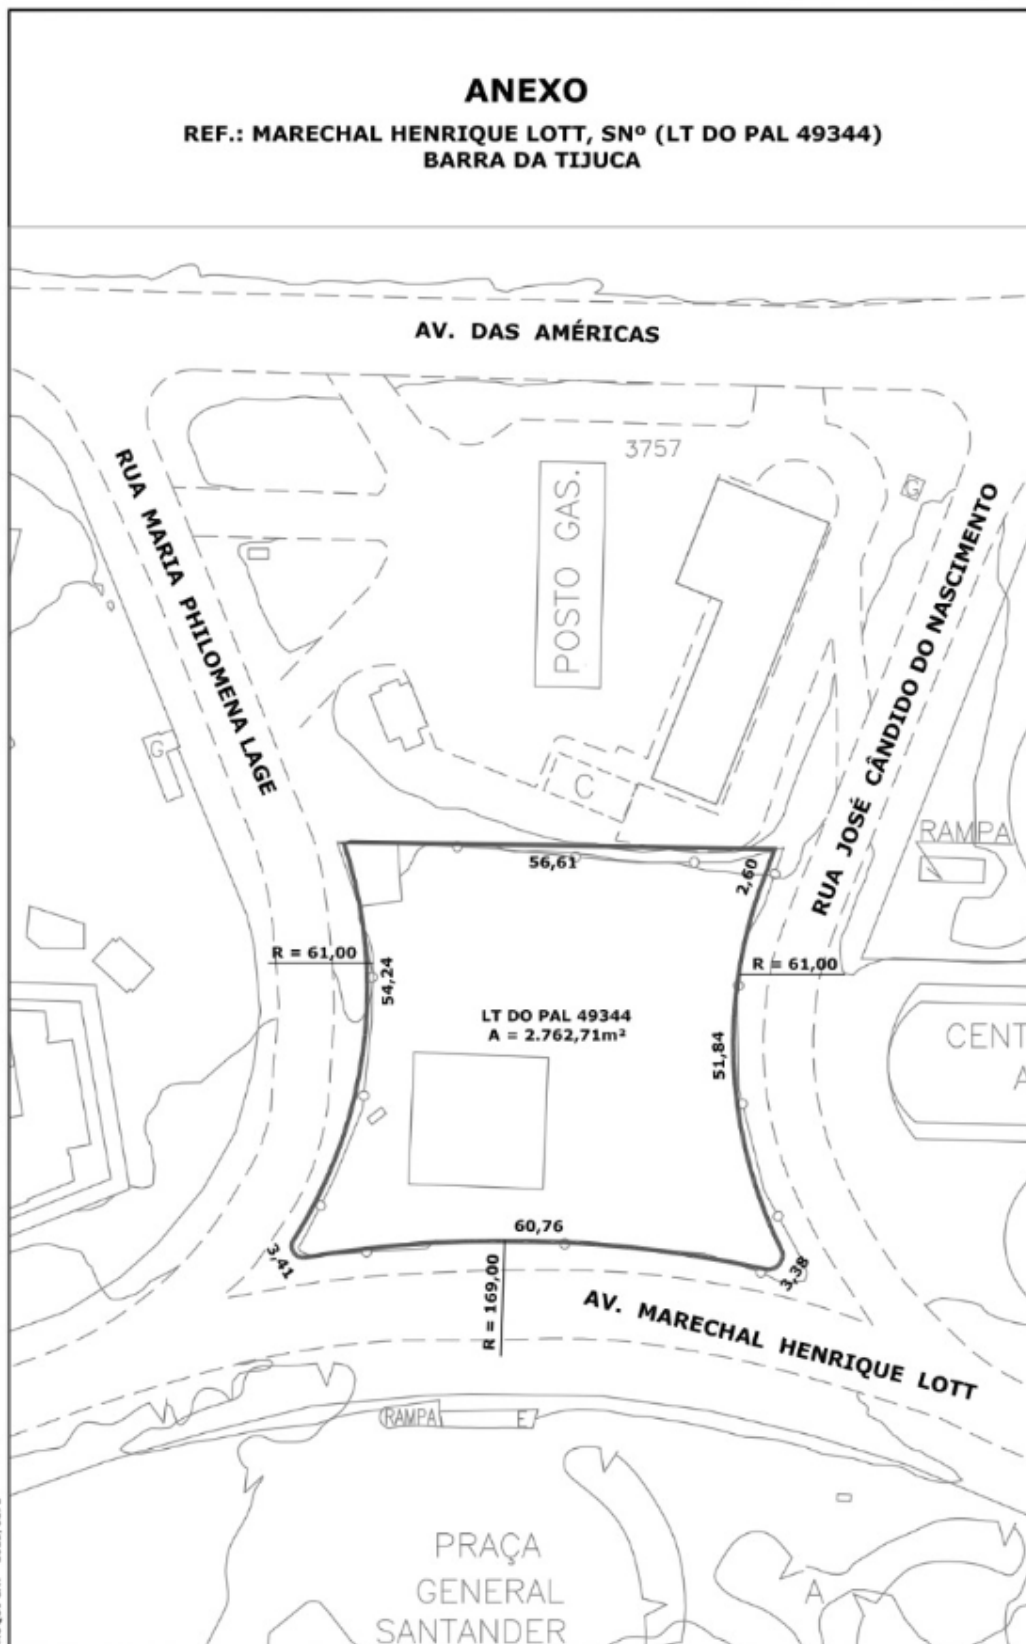 ANEXO
REF.: MARECHAL HENRIQUE LOTT, SNº (LT DO PAL 49344)
BARRA DA TIJUCA
AV. DAS AMÉRICAS
3757
RUA MARIA PHILOMENA LAGE
POSTO GAS.
G
RUA JOSÉ CÂNDIDO DO NASCIMENTO
G
C
RAMPA
56,61
2,60
R = 61,00
R = 61,00
54,24
LT DO PAL 49344
A = 2.762,71m²
51,84
CENT
A
60,76
3,41
3,38
R = 169,00
AV. MARECHAL HENRIQUE LOTT
RAMPA
E
PRAÇA
GENERAL
SANTANDER
A